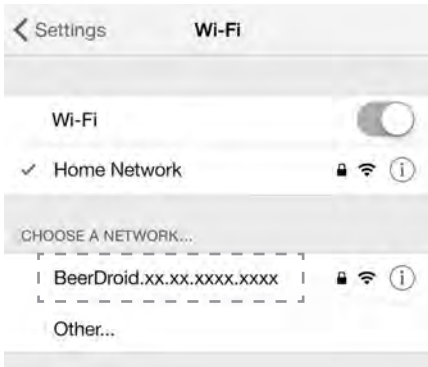 Settings Wi-Fi
Wi-Fi
Home Network
CHOOSE A NETWORK...
BeerDroid.xx.xx.xxxx.xxxx
Other...